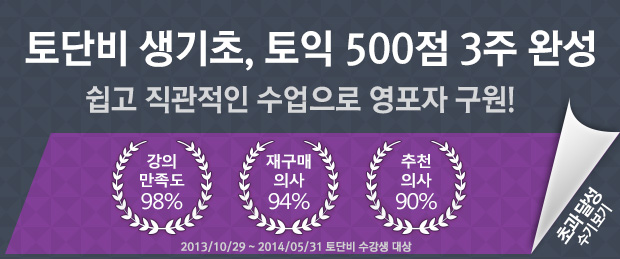 토단비 생기초, 토익 500점 3주 완성
쉽고 직관적인 수업으로 영포자 구원!
강의
만족도
98%
재구매
의사
94%
추천
의사
90%
초과 달성
수기 보기
2013/10/29 ~ 2014/05/31 토단비 수강생 대상